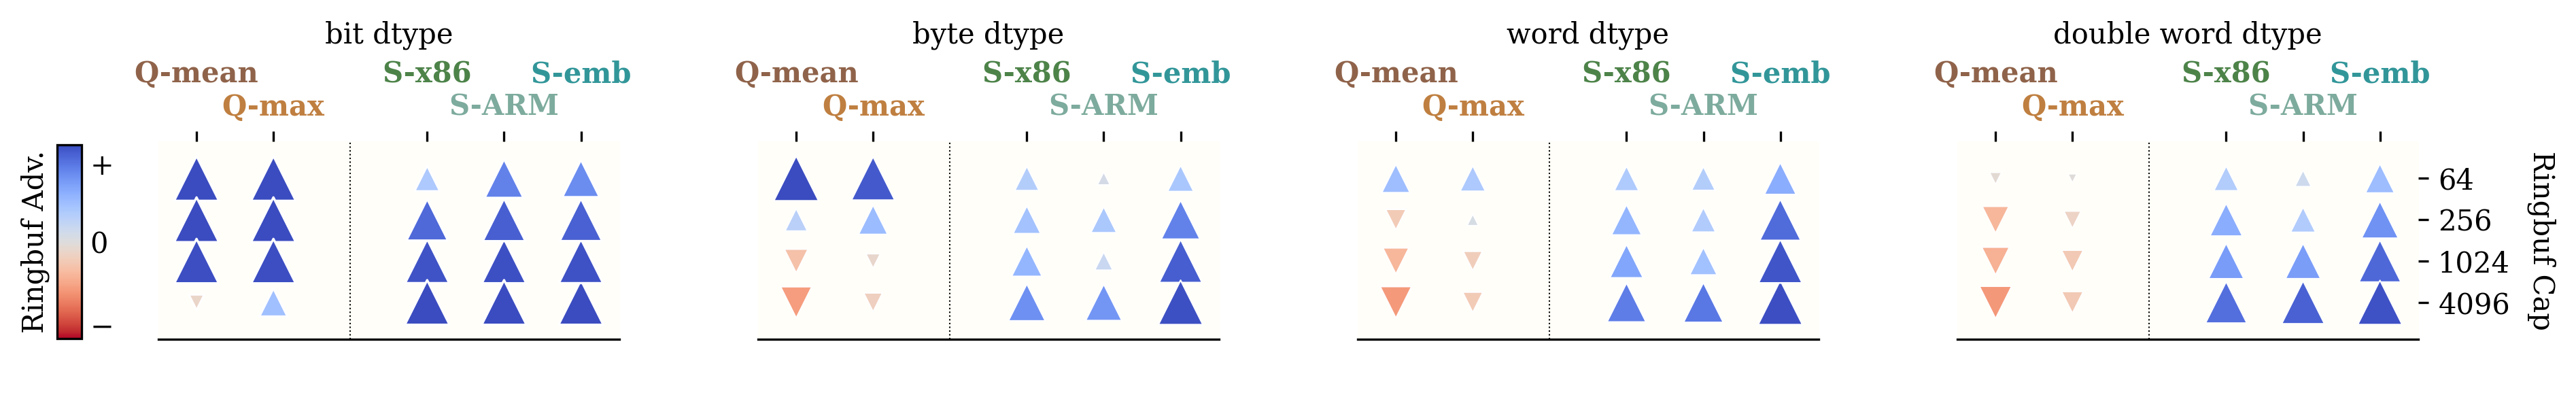 bit dtype
Q-mean
S-x86
S-emb
Q-max
S-ARM
byte dtype
Q-mean
S-x86
S-emb
Q-max
S-ARM
word dtype
Q-mean
S-x86
S-emb
Q-max
S-ARM
double word dtype
Q-mean
S-x86
S-emb
Q-max
S-ARM
Ringbuf Adv.
+
0
−
64
256
1024
4096
Ringbuf Cap